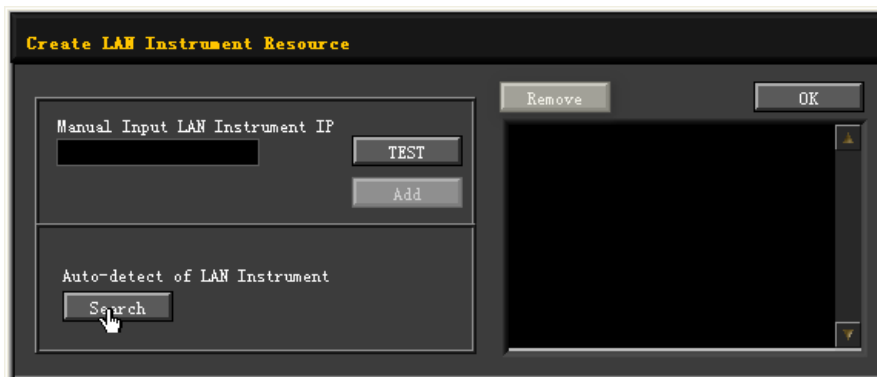 Create LAN Instrument Resource
Manual Input LAN Instrument IP
TEST
Add
Auto-detect of LAN Instrument
Search
Remove
OK